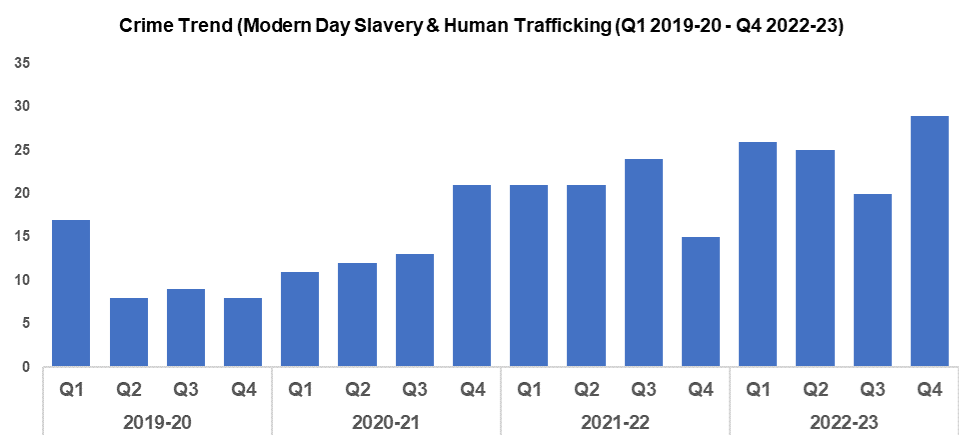 Crime Trend (Modern Day Slavery & Human Trafficking (Q1 2019-20 - Q4 2022-23)
35
30
25
20
15
10
5
0
Q1 Q2 Q3 Q4 Q1 Q2 Q3 Q4 Q1 Q2 Q3 Q4 Q1 Q2 Q3 Q4
2019-20 2020-21 2021-22 2022-23